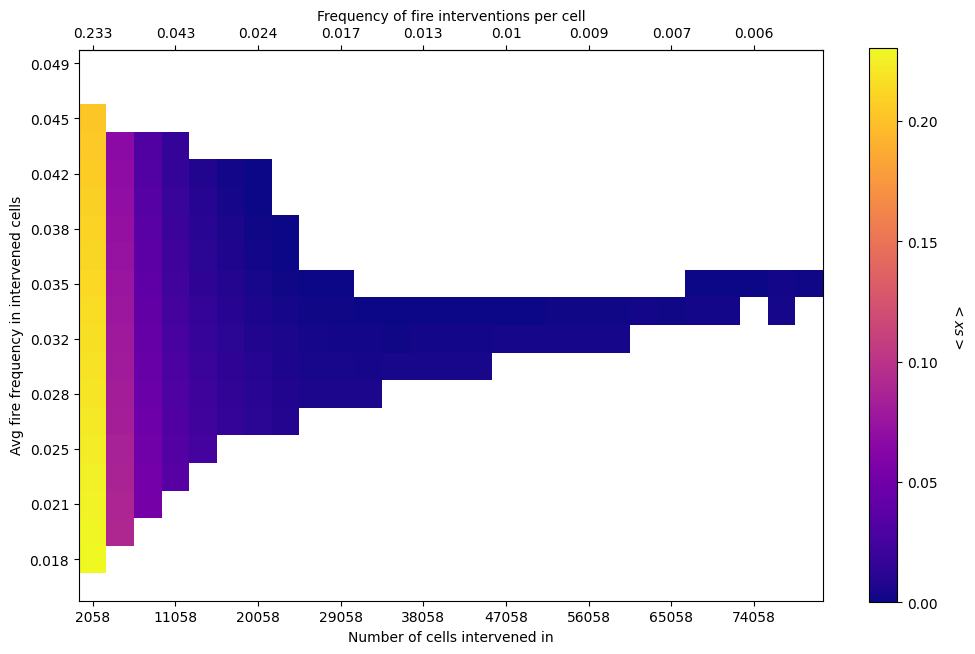 Frequency of fire interventions per cell
0.233 0.043 0.024 0.017 0.013 0.01 0.009 0.007 0.006
0.049
0.045
0.042
0.038
0.035
0.032
0.028
0.025
0.021
0.018
Avg fire frequency in intervened cells
2058 11058 20058 29058 38058 47058 56058 65058 74058
Number of cells intervened in
0.20
0.15
0.10
0.05
0.00
< sx >